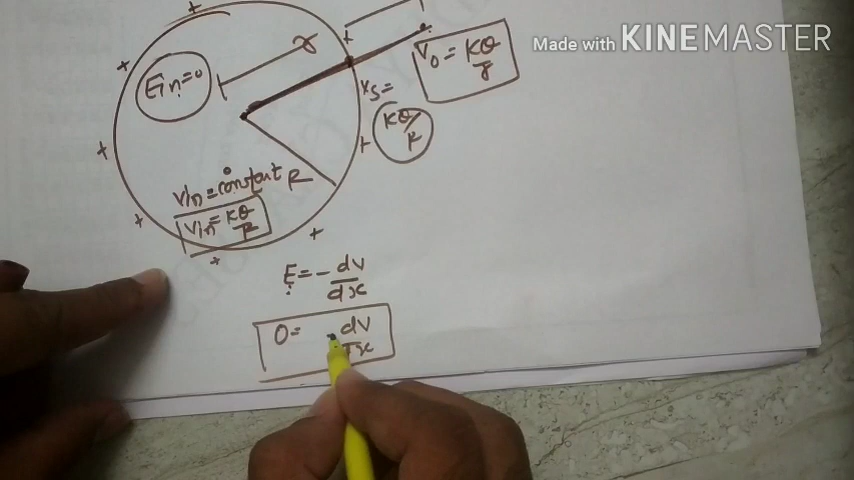 Made with KINEMASTER
Ein=0
r
V0 = KQ/r
Vs =
KQ/R
Vin = constant
R
Vin = KQ/R
E = - dV/dx
0 = - dV/dx